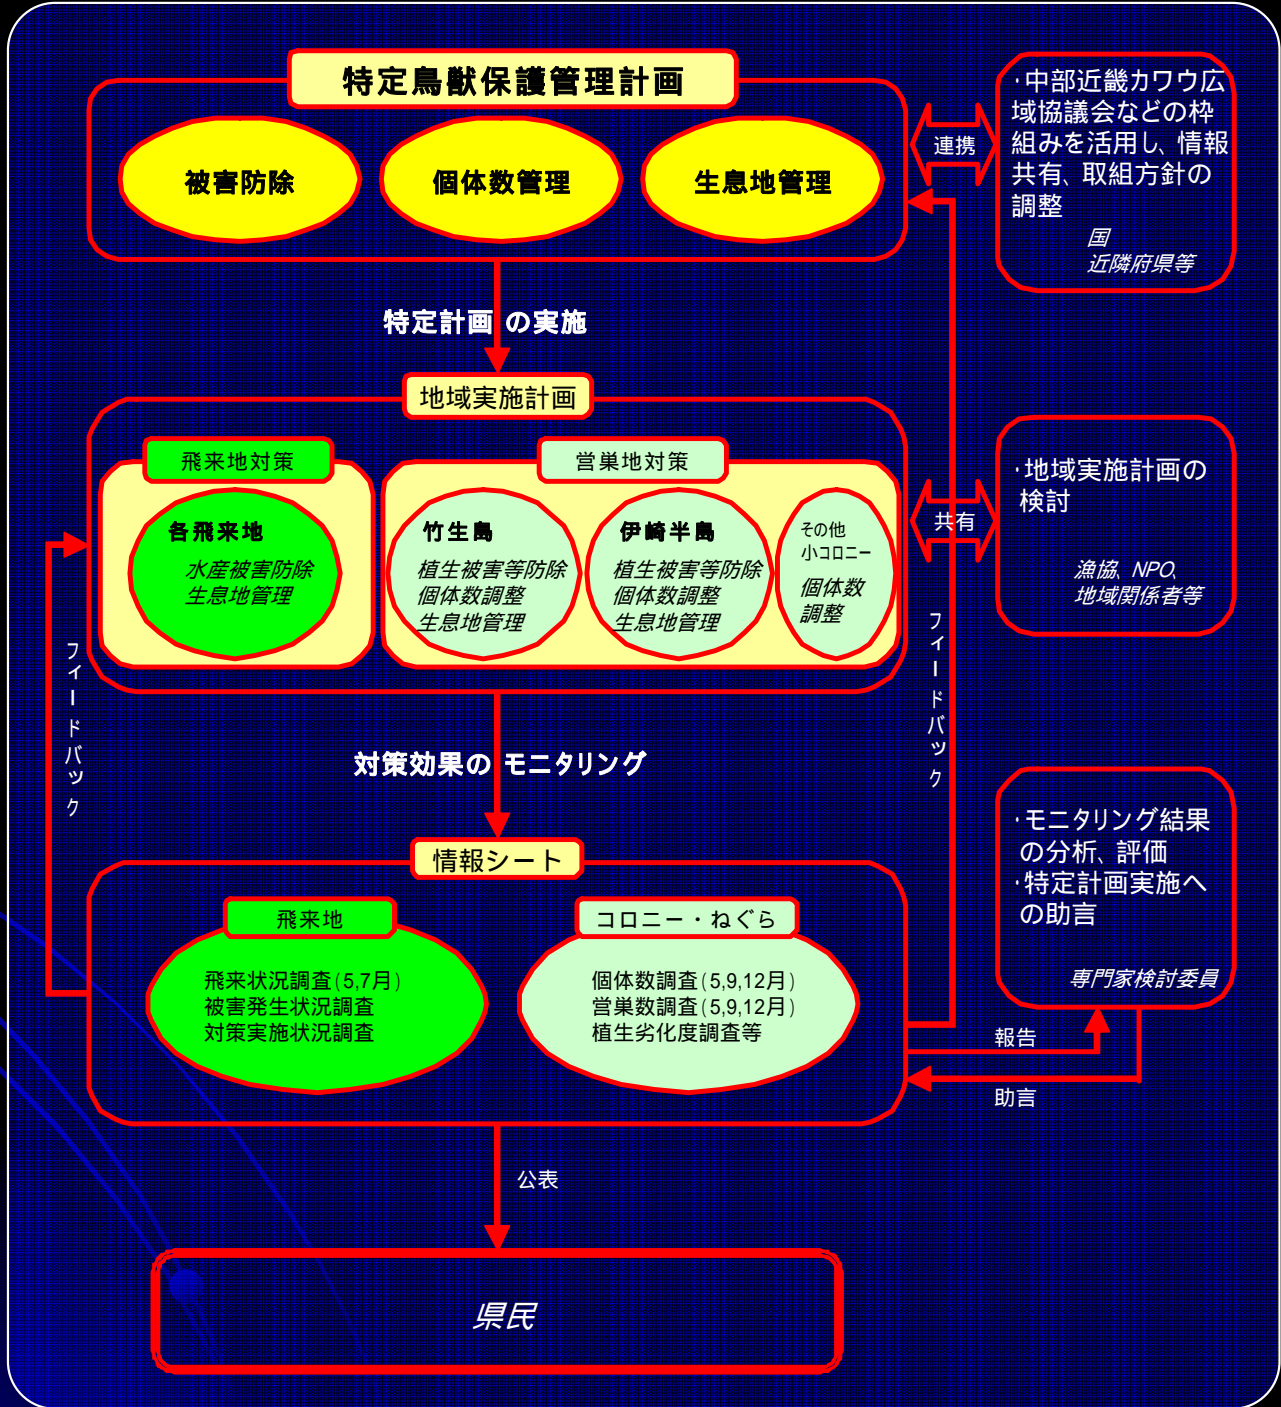 特定鳥獣保護管理計画
被害防除
個体数管理
生息地管理
連携
・中部近畿カワウ広
域協議会などの枠
組みを活用し、情報
共有、取組方針の
調整
国
近隣府県等
特定計画 の実施
地域実施計画
飛来地対策
各飛来地
水産被害防除
生息地管理
営巣地対策
竹生島
植生被害等防除
個体数調整
生息地管理
伊崎半島
植生被害等防除
個体数調整
生息地管理
その他
小コロニー
個体数
調整
共有
・地域実施計画の
検討
漁協、NPO、
地域関係者等
フィードバック
フィードバック
対策効果の モニタリング
情報シート
飛来地
飛来状況調査(5,7月)
被害発生状況調査
対策実施状況調査
コロニー・ねぐら
個体数調査(5,9,12月)
営巣数調査(5,9,12月)
植生劣化度調査等
・モニタリング結果
の分析、評価
・特定計画実施へ
の助言
専門家検討委員
報告
助言
公表
県民